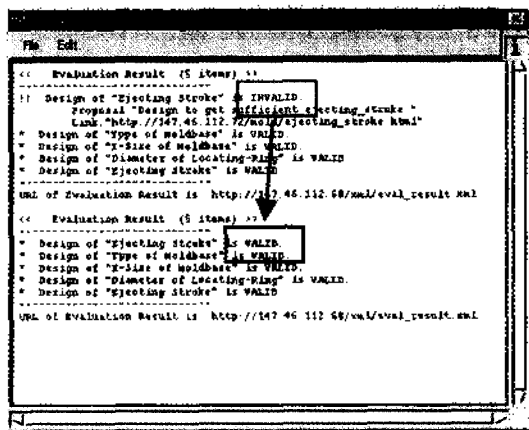 File Edit
<< Evaluation Result (5 items) >>
!! Design of "Ejecting Stroke" is INVALID.
Proposal "Design to get sufficient ejecting_stroke "
Link "http://147.46.112.72/mold/ejecting_stroke html"
* Design of "Type of Moldbase" is VALID.
* Design of "X-Size of Moldbase" is VALID.
* Design of "Diameter of Locating-Ring" is VALID
* Design of "Ejecting Stroke" is VALID
URL of Evaluation Result is http://147 46.112 68/xml/eval_result xml
<< Evaluation Result (5 items) >>
* Design of "Ejecting Stroke" is VALID.
* Design of "Type of Moldbase" is VALID.
* Design of "X-Size of Moldbase" is VALID.
* Design of "Diameter of Locating-Ring" is VALID.
* Design of "Ejecting Stroke" is VALID
URL of Evaluation Result is http://147 46 112 68/xml/eval_result.xml